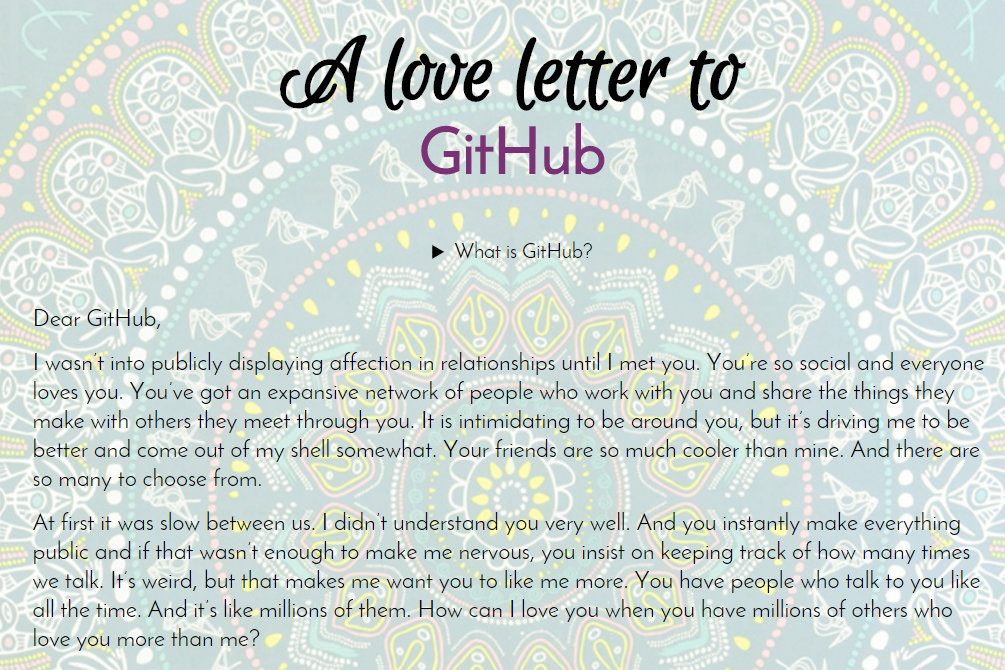 A love letter to
GitHub
▶ What is GitHub?
Dear GitHub,
I wasn't into publicly displaying affection in relationships until I met you. You're so social and everyone
loves you. You've got an expansive network of people who work with you and share the things they
make with others they meet through you. It is intimidating to be around you, but it's driving me to be
better and come out of my shell somewhat. Your friends are so much cooler than mine. And there are
so many to choose from.
At first it was slow between us. I didn't understand you very well. And you instantly make everything
public and if that wasn't enough to make me nervous, you insist on keeping track of how many times
we talk. It's weird, but that makes me want you to like me more. You have people who talk to you like
all the time. And it's like millions of them. How can I love you when you have millions of others who
love you more than me?